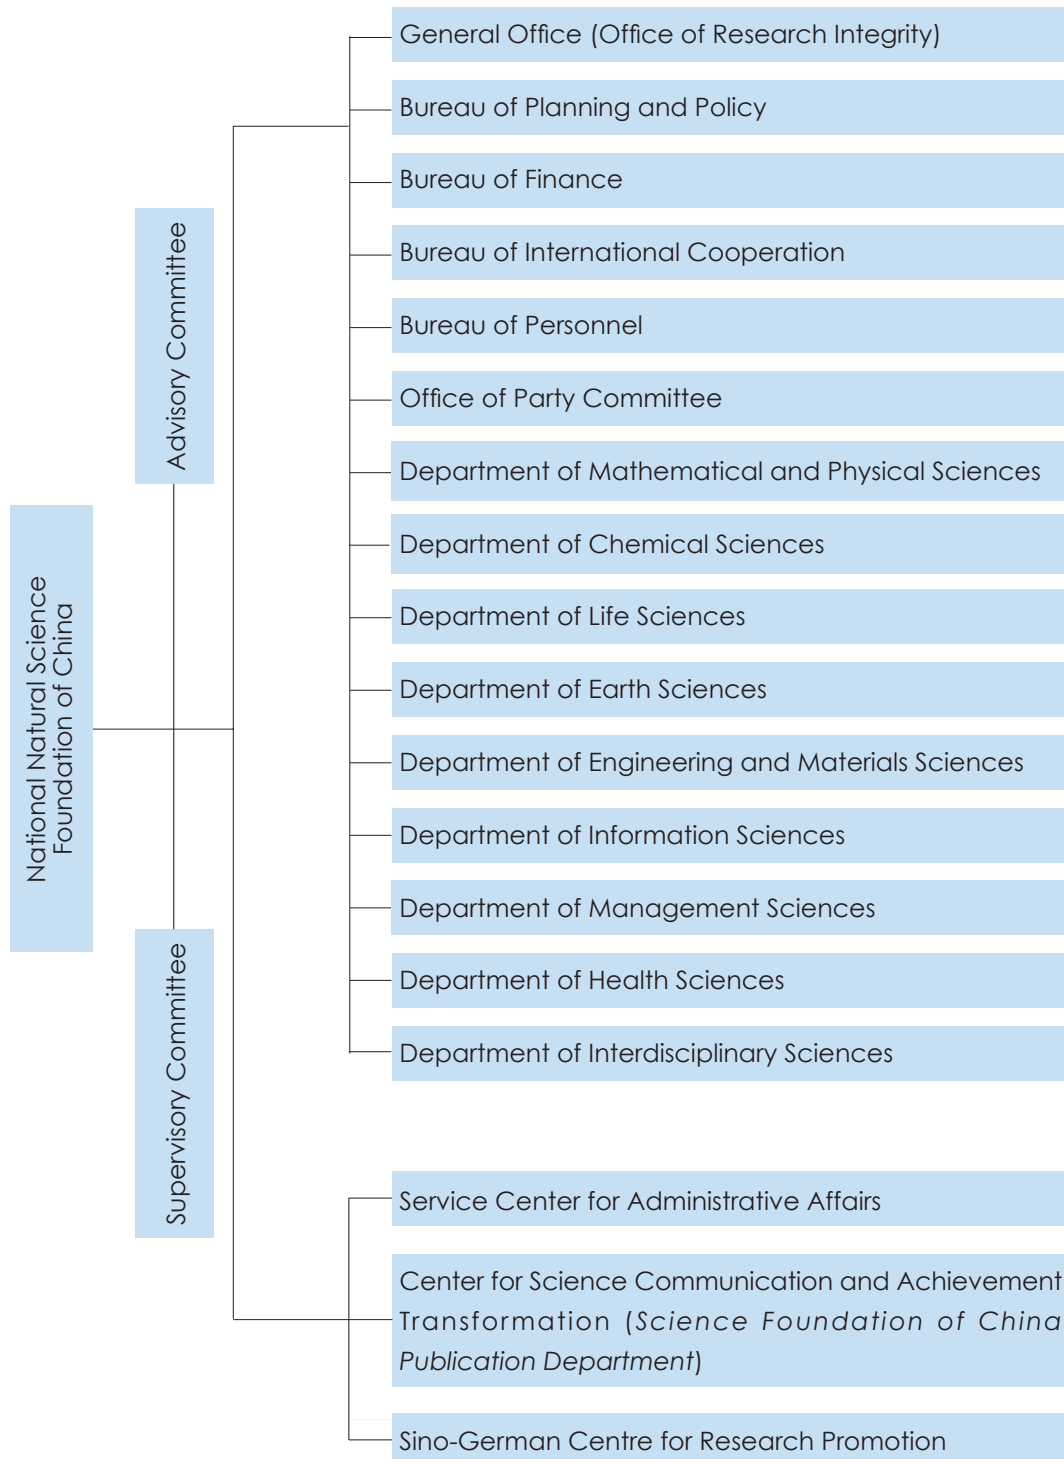 National Natural Science
Foundation of China
Advisory Committee
Supervisory Committee
General Office (Office of Research Integrity)
Bureau of Planning and Policy
Bureau of Finance
Bureau of International Cooperation
Bureau of Personnel
Office of Party Committee
Department of Mathematical and Physical Sciences
Department of Chemical Sciences
Department of Life Sciences
Department of Earth Sciences
Department of Engineering and Materials Sciences
Department of Information Sciences
Department of Management Sciences
Department of Health Sciences
Department of Interdisciplinary Sciences
Service Center for Administrative Affairs
Center for Science Communication and Achievement
Transformation (Science Foundation of China
Publication Department)
Sino-German Centre for Research Promotion